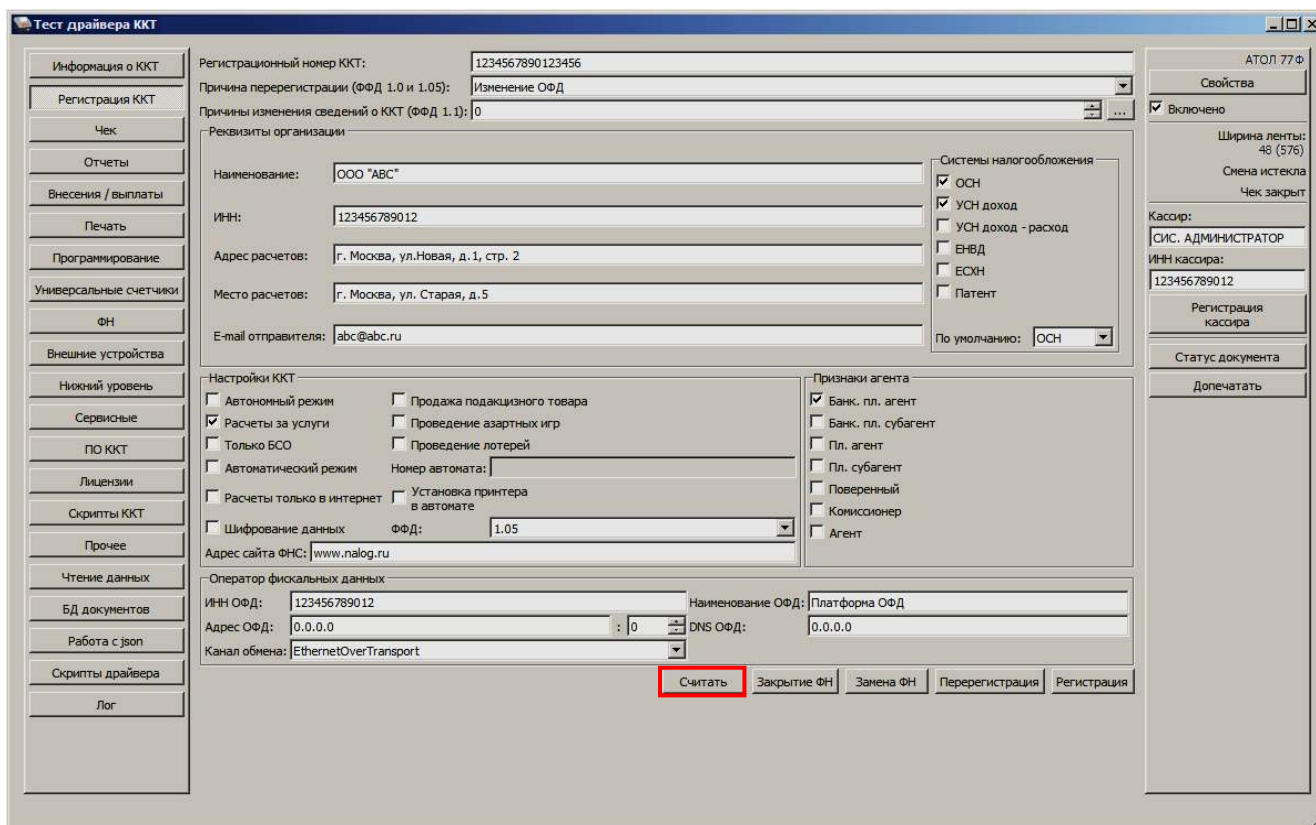 Тест драйвера ККТ
Информация о ККТ
Регистрация ККТ
Чек
Отчеты
Внесения / выплаты
Печать
Программирование
Универсальные счетчики
ФН
Внешние устройства
Нижний уровень
Сервисные
ПО ККТ
Лицензии
Скрипты ККТ
Прочее
Чтение данных
БД документов
Работа с json
Скрипты драйвера
Лог
Регистрационный номер ККТ: 1234567890123456
Причина перерегистрации (ФФД 1.0 и 1.05): Изменение ОФД
Причины изменения сведений о ККТ (ФФД 1.1): 0 ...
Реквизиты организации
Наименование: ООО "АВС"
ИНН: 123456789012
Адрес расчетов: г. Москва, ул.Новая, д.1, стр. 2
Место расчетов: г. Москва, ул. Старая, д.5
E-mail отправителя: abc@abc.ru
Системы налогообложения
ОСН
УСН доход
УСН доход - расход
ЕНВД
ЕСХН
Патент
По умолчанию: ОСН
Настройки ККТ
Автономный режим Продажа подакцизного товара
Расчеты за услуги Проведение азартных игр
Только БСО Проведение лотерей
Автоматический режим Номер автомата:
Расчеты только в интернет Установка принтера
в автомате
Шифрование данных ФФД: 1.05
Адрес сайта ФНС: www.nalog.ru
Признаки агента
Банк. пл. агент
Банк. пл. субагент
Пл. агент
Пл. субагент
Поверенный
Комиссионер
Агент
Оператор фискальных данных
ИНН ОФД: 123456789012 Наименование ОФД: Платформа ОФД
Адрес ОФД: 0.0.0.0 : 0 DNS ОФД: 0.0.0.0
Канал обмена: EthernetOverTransport
Считать Закрытие ФН Замена ФН Перерегистрация Регистрация
АТОЛ 77Ф
Свойства
Включено
Ширина ленты:
48 (576)
Смена истекла
Чек закрыт
Кассир:
СИС. АДМИНИСТРАТОР
ИНН кассира:
123456789012
Регистрация
кассира
Статус документа
Допечатать